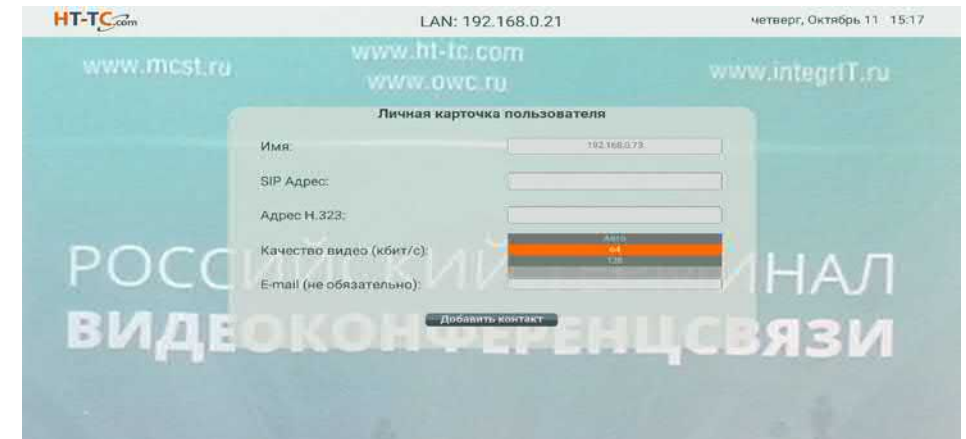 HT-TC.com
LAN: 192.168.0.21
четверг, Октябрь 11 15:17
www.mcst.ru
www.ht-tc.com
www.integrIT.ru
www.owc.ru
Личная карточка пользователя
Имя:
192.168.0.73
SIP Адрес:
Адрес H.323:
Качество видео (кбит/с):
Авто
64
128
E-mail (не обязательно):
Добавить контакт
РОССИЙСКИЙ ИНАЛ
ВИДЕОКОНФЕРЕНЦСВЯЗИ